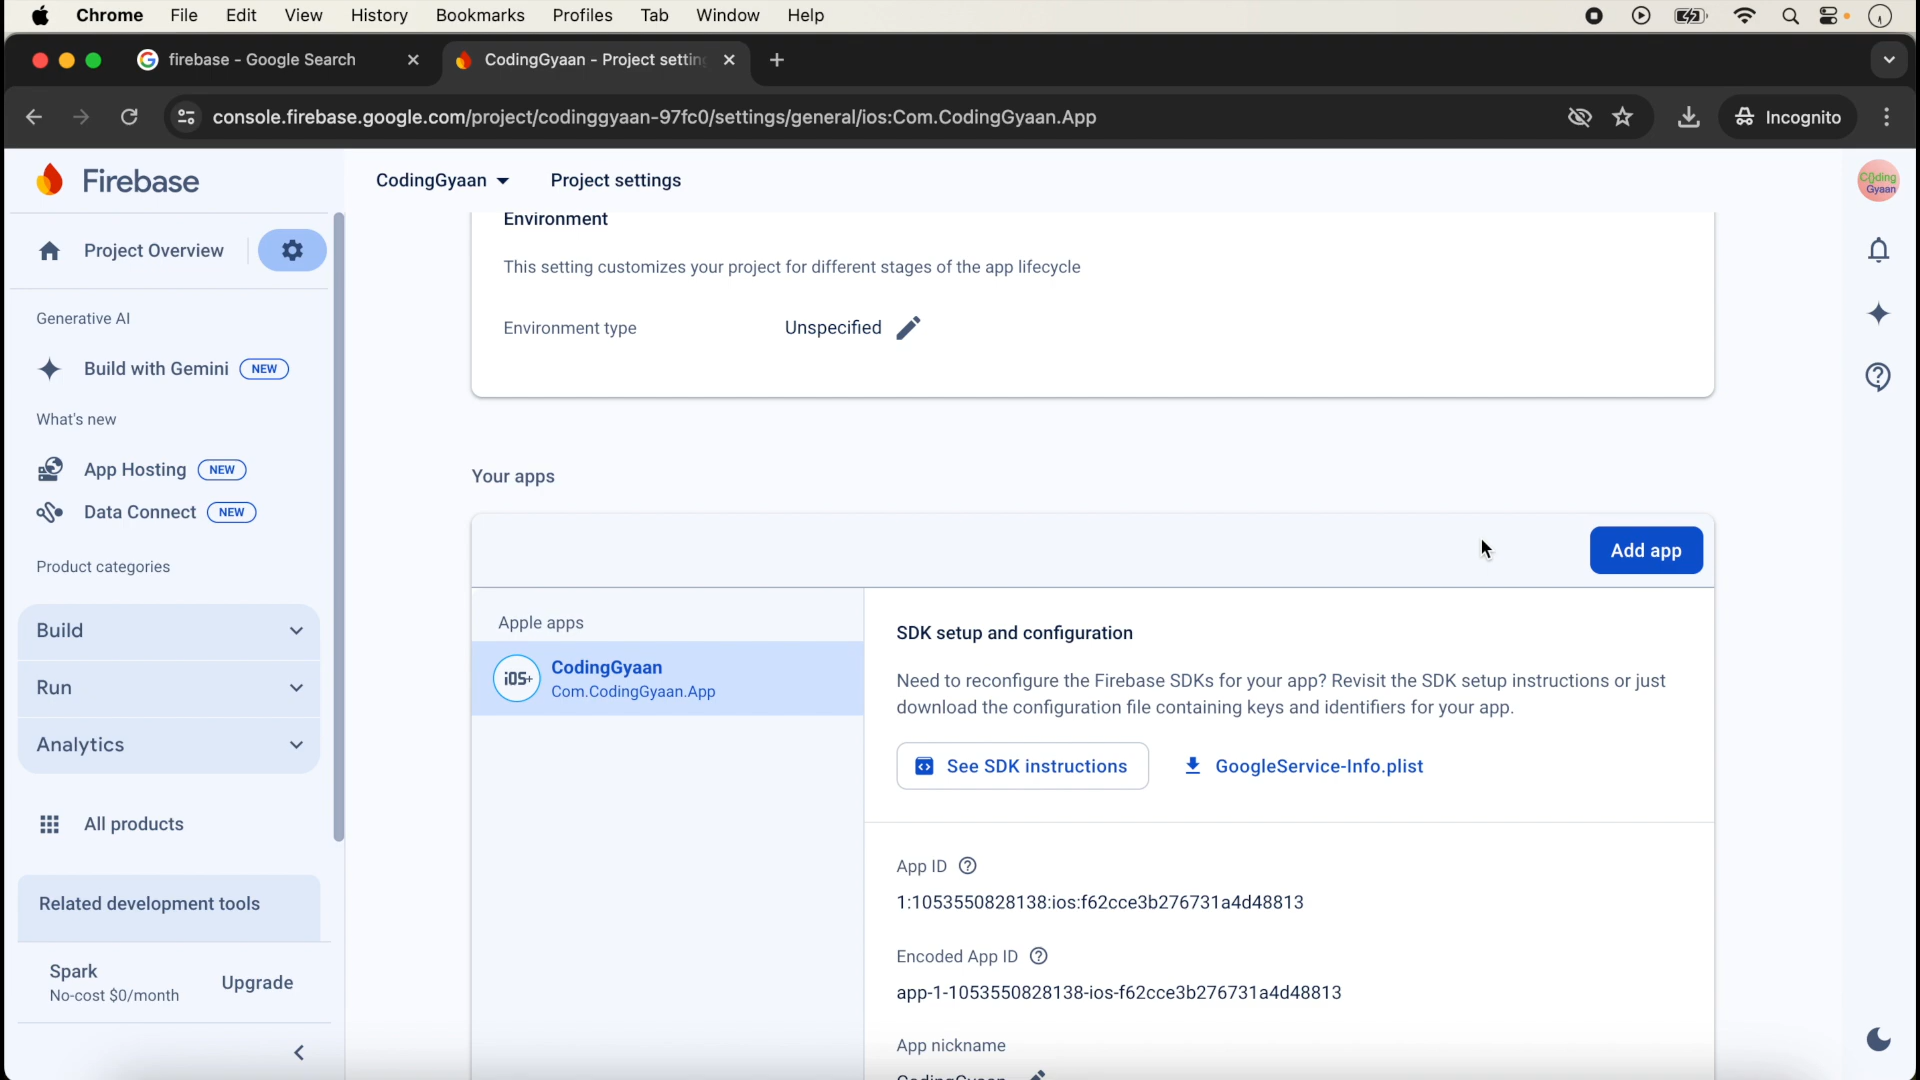 Chrome File Edit View History Bookmarks Profiles Tab Window Help
firebase - Google Search
CodingGyaan - Project settin
console.firebase.google.com/project/codinggyaan-97fc0/settings/general/ios:Com.CodingGyaan.App
Incognito
Firebase
CodingGyaan
Project settings
C{}ding
Gyaan
Project Overview
Generative AI
Build with Gemini NEW
What's new
App Hosting NEW
Data Connect NEW
Product categories
Build
Run
Analytics
All products
Related development tools
Spark
No-cost $0/month
Upgrade
Environment
This setting customizes your project for different stages of the app lifecycle
Environment type
Unspecified
Your apps
Add app
Apple apps
iOS+
CodingGyaan
Com.CodingGyaan.App
SDK setup and configuration
Need to reconfigure the Firebase SDKs for your app? Revisit the SDK setup instructions or just
download the configuration file containing keys and identifiers for your app.
See SDK instructions
GoogleService-Info.plist
App ID
1:1053550828138:ios:f62cce3b276731a4d48813
Encoded App ID
app-1-1053550828138-ios-f62cce3b276731a4d48813
App nickname
CodingGyaan